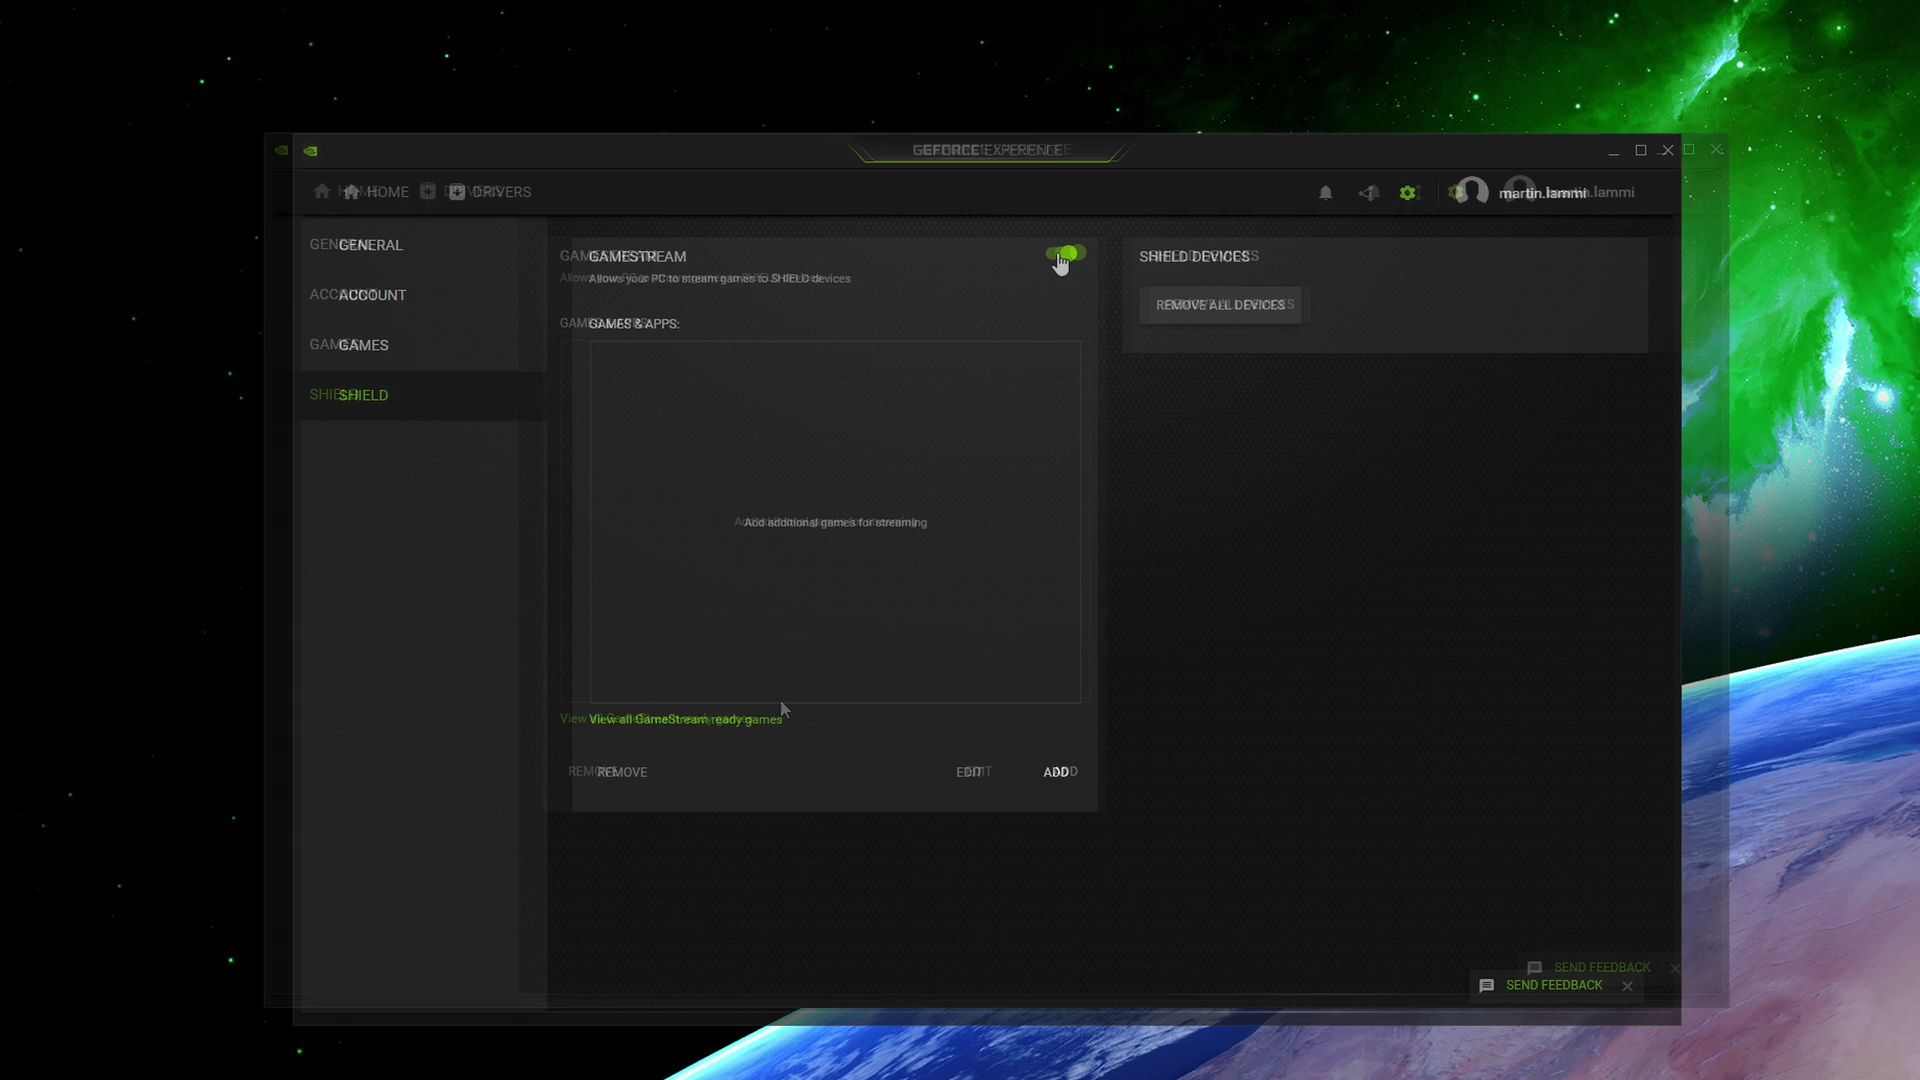 GEFORCE EXPERIENCE
HOME DRIVERS martin.lammi
GENERAL
ACCOUNT
GAMES
SHIELD
GAMESTREAM
Allows your PC to stream games to SHIELD devices
GAMES & APPS:
Add additional games for streaming
View all GameStream ready games
REMOVE EDIT ADD
SHIELD DEVICES
REMOVE ALL DEVICES
SEND FEEDBACK
SEND FEEDBACK